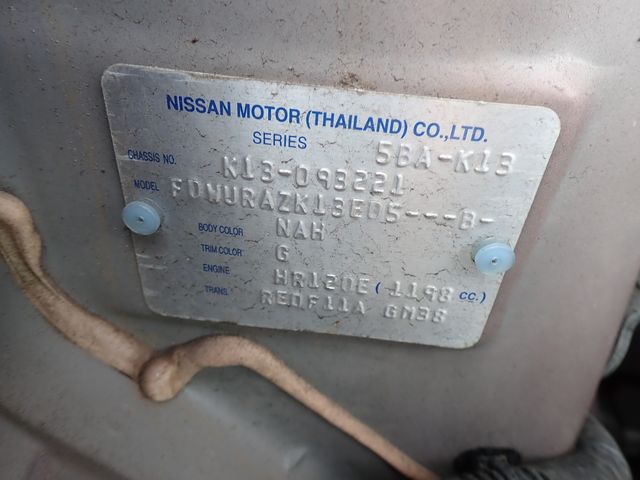 NISSAN MOTOR (THAILAND) CO.,LTD.
SERIES 5BA-K13
CHASSIS NO. K13-093221
MODEL FDWURAZK13EDS---B-
BODY COLOR NAH
TRIM COLOR G
ENGINE HR12DE ( 1198 CC.)
TRANS. RE0F11A GM38